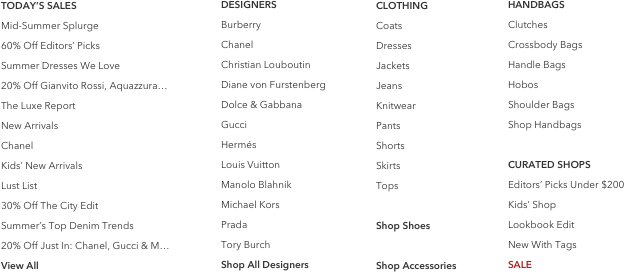 TODAY'S SALES
Mid-Summer Splurge
60% Off Editors' Picks
Summer Dresses We Love
20% Off Gianvito Rossi, Aquazzura…
The Luxe Report
New Arrivals
Chanel
Kids' New Arrivals
Lust List
30% Off The City Edit
Summer's Top Denim Trends
20% Off Just In: Chanel, Gucci & M…
View All
DESIGNERS
Burberry
Chanel
Christian Louboutin
Diane von Furstenberg
Dolce & Gabbana
Gucci
Hermés
Louis Vuitton
Manolo Blahnik
Michael Kors
Prada
Tory Burch
Shop All Designers
CLOTHING
Coats
Dresses
Jackets
Jeans
Knitwear
Pants
Shorts
Skirts
Tops
Shop Shoes
Shop Accessories
HANDBAGS
Clutches
Crossbody Bags
Handle Bags
Hobos
Shoulder Bags
Shop Handbags
CURATED SHOPS
Editors' Picks Under $200
Kids' Shop
Lookbook Edit
New With Tags
SALE